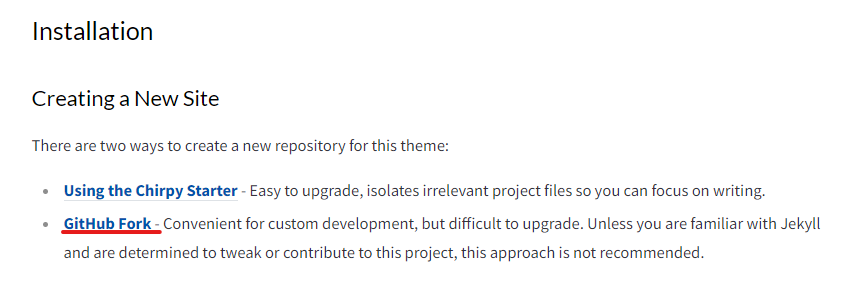 Installation
Creating a New Site
There are two ways to create a new repository for this theme:
• Using the Chirpy Starter - Easy to upgrade, isolates irrelevant project files so you can focus on writing.
• GitHub Fork - Convenient for custom development, but difficult to upgrade. Unless you are familiar with Jekyll
and are determined to tweak or contribute to this project, this approach is not recommended.